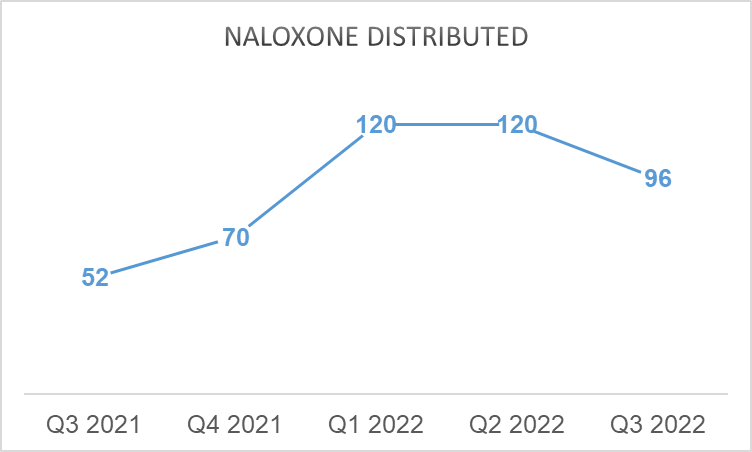 NALOXONE DISTRIBUTED
120
120
96
70
52
Q3 2021
Q4 2021
Q1 2022
Q2 2022
Q3 2022